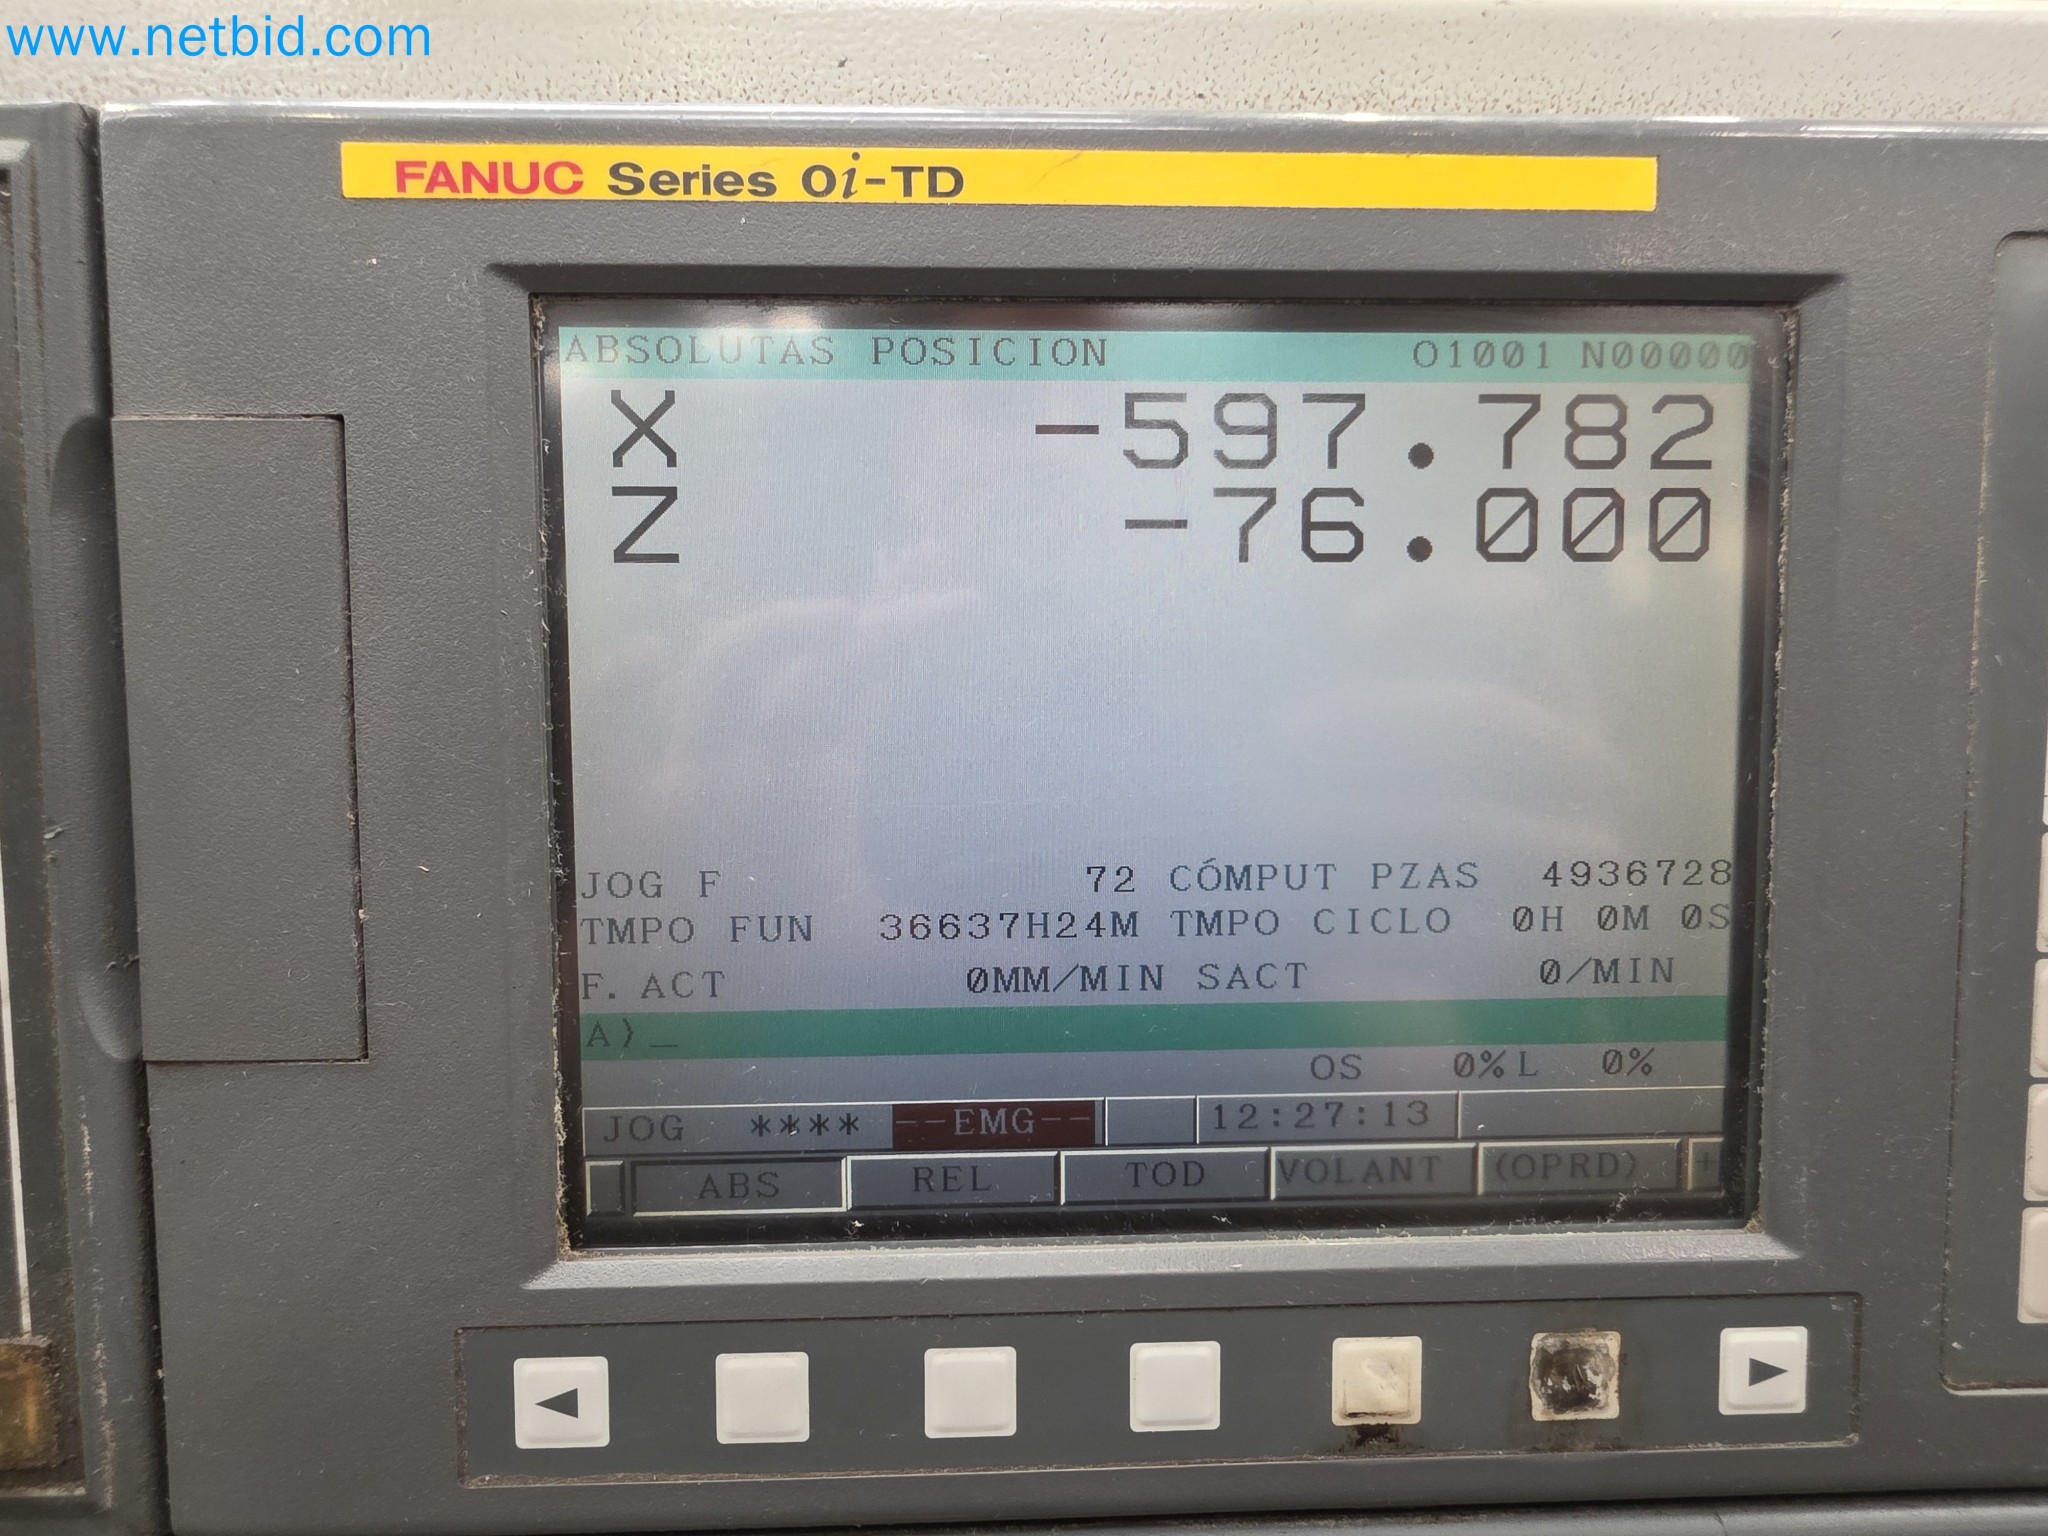 www.netbid.com
FANUC Series 0i-TD
ABSOLUTAS POSICION O1001 N00000
X -597.782
Z -76.000
JOG F 72 CÓMPUT PZAS 4936728
TMPO FUN 36637H24M TMPO CICLO 0H 0M 0S
F. ACT 0MM/MIN SACT 0/MIN
A)_
OS 0% L 0%
JOG **** --EMG-- 12:27:13
ABS REL TOD VOLANT (OPRD) +